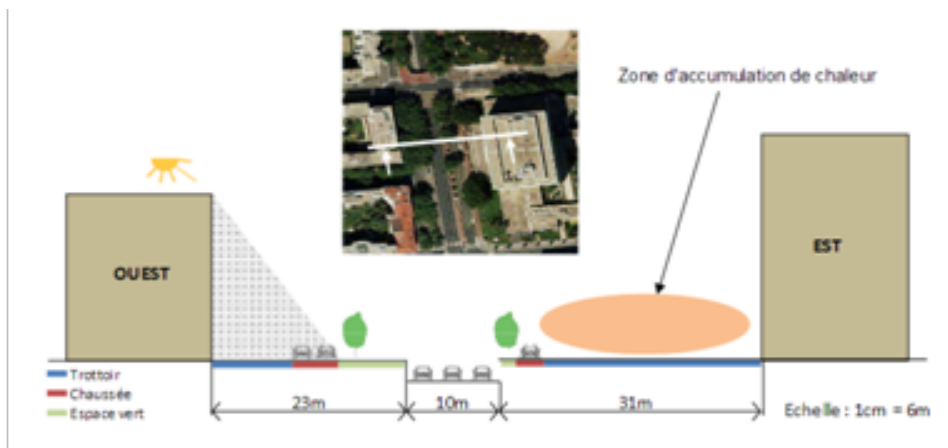 Zone d'accumulation de chaleur
OUEST
EST
Trottoir
Chaussée
Espace vert
23m
10m
31m
Echelle : 1cm = 6m